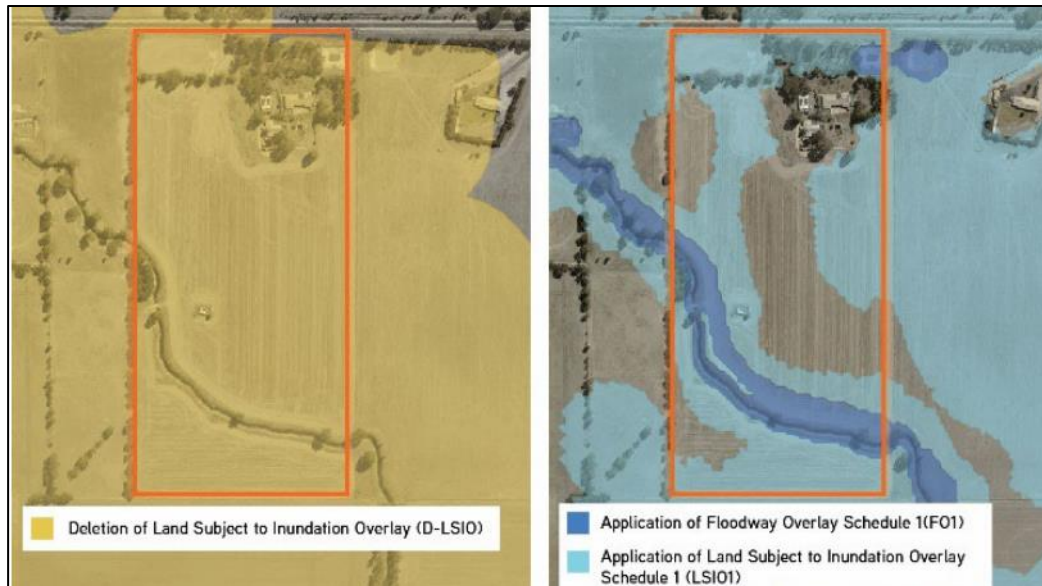 Deletion of Land Subject to Inundation Overlay (D-LSIO)
Application of Floodway Overlay Schedule 1(FO1)
Application of Land Subject to Inundation Overlay
Schedule 1 (LSIO1)